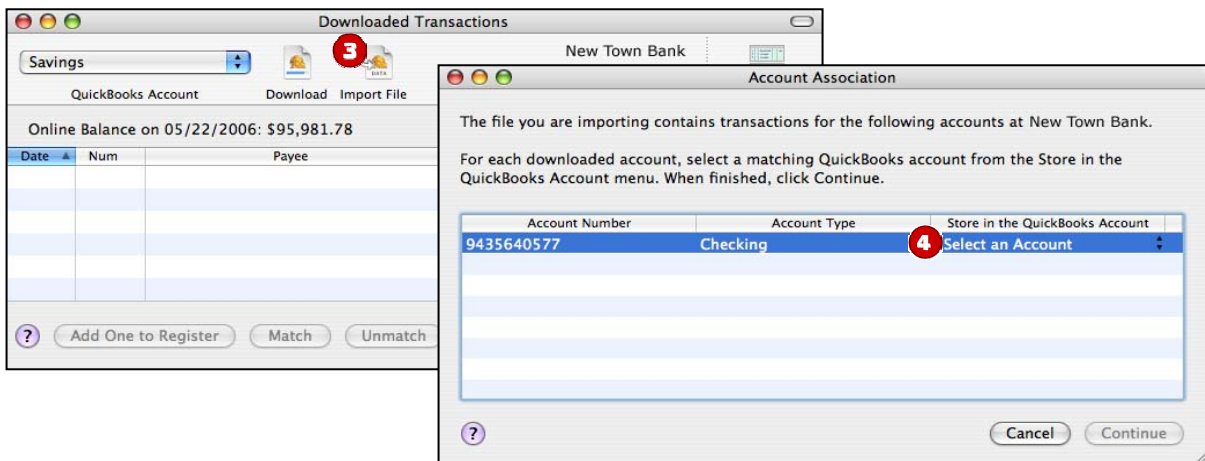 Downloaded Transactions
3
Savings
New Town Bank
DATA
QuickBooks Account
Download
Import File
Online Balance on 05/22/2006: $95,981.78
Date
Num
Payee
?
Add One to Register
Match
Unmatch
Account Association
The file you are importing contains transactions for the following accounts at New Town Bank.
For each downloaded account, select a matching QuickBooks account from the Store in the
QuickBooks Account menu. When finished, click Continue.
Account Number
Account Type
Store in the QuickBooks Account
9435640577
Checking
4
Select an Account
?
Cancel
Continue